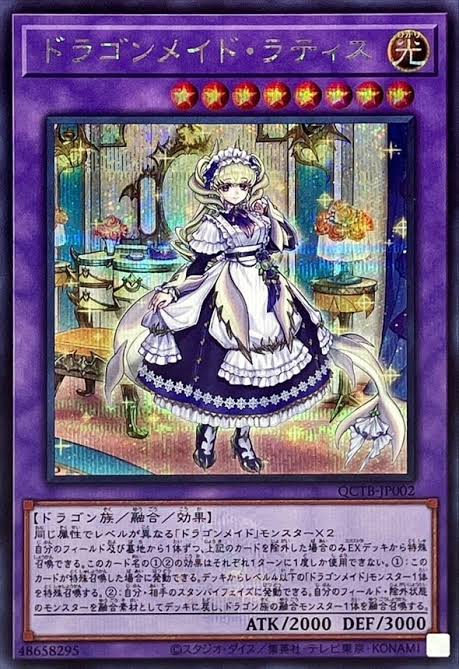 ドラゴンメイド・ラティス
光
QCTB-JP002
【ドラゴン族/融合/効果】
同じ属性でレベルが異なる「ドラゴンメイド」モンスター×2
自分のフィールド及び墓地から1体ずつ、上記のカードを除外した場合のみEXデッキから特殊
召喚できる。このカード名の①②の効果はそれぞれ1ターンに1度しか使用できない。①：この
カードが特殊召喚した場合に発動できる。デッキからレベル4以下の「ドラゴンメイド」モンスター1体
を特殊召喚する。②：自分・相手のスタンバイフェイズに発動できる。自分のフィールド・除外状態
のモンスターを融合素材としてデッキに戻し、ドラゴン族の融合モンスター1体を融合召喚する。
ATK/2000 DEF/3000
48658295
©スタジオ・ダイス/集英社・テレビ東京・KONAMI